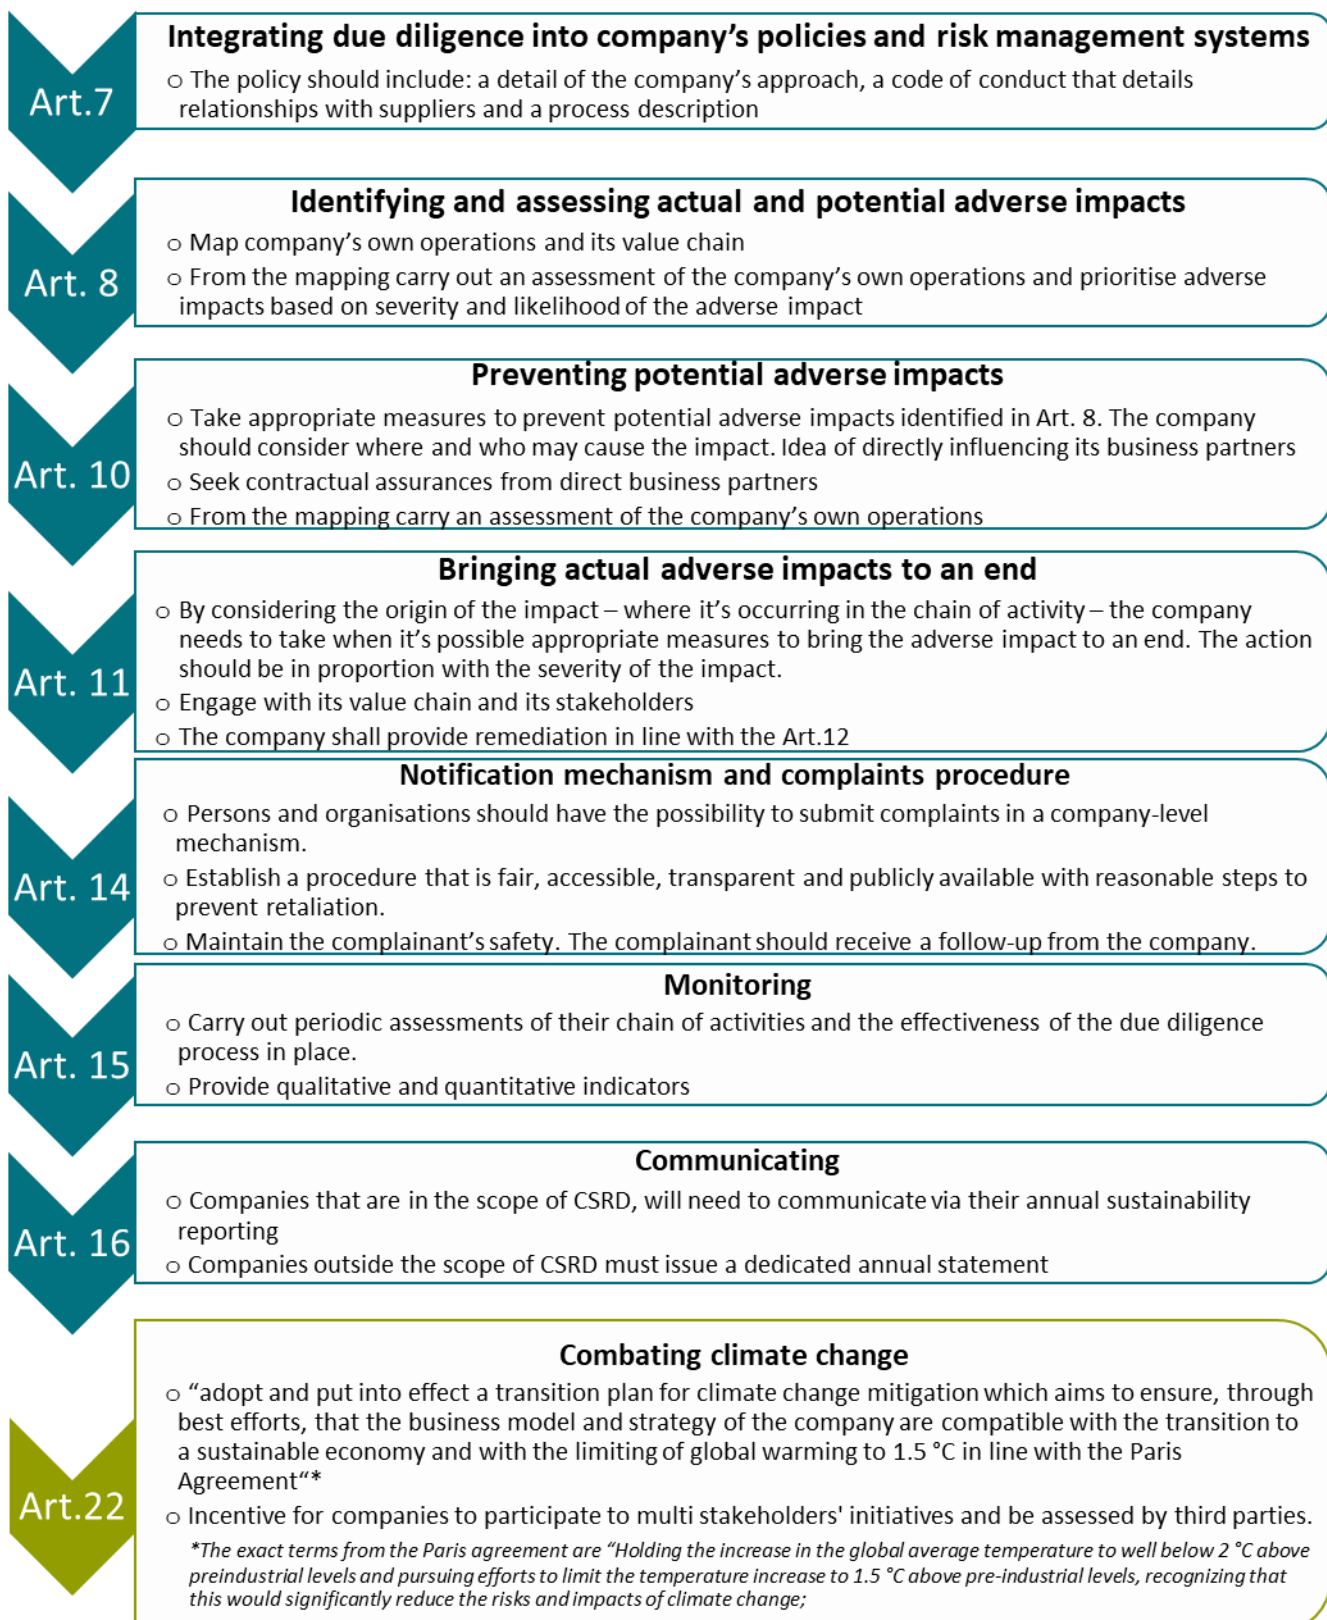 Art.7
Integrating due diligence into company’s policies and risk management systems
o The policy should include: a detail of the company’s approach, a code of conduct that details
relationships with suppliers and a process description
Art. 8
Identifying and assessing actual and potential adverse impacts
o Map company’s own operations and its value chain
o From the mapping carry out an assessment of the company’s own operations and prioritise adverse
impacts based on severity and likelihood of the adverse impact
Art. 10
Preventing potential adverse impacts
o Take appropriate measures to prevent potential adverse impacts identified in Art. 8. The company
should consider where and who may cause the impact. Idea of directly influencing its business partners
o Seek contractual assurances from direct business partners
o From the mapping carry an assessment of the company’s own operations
Art. 11
Bringing actual adverse impacts to an end
o By considering the origin of the impact – where it’s occurring in the chain of activity – the company
needs to take when it’s possible appropriate measures to bring the adverse impact to an end. The action
should be in proportion with the severity of the impact.
o Engage with its value chain and its stakeholders
o The company shall provide remediation in line with the Art.12
Art. 14
Notification mechanism and complaints procedure
o Persons and organisations should have the possibility to submit complaints in a company-level
mechanism.
o Establish a procedure that is fair, accessible, transparent and publicly available with reasonable steps to
prevent retaliation.
o Maintain the complainant’s safety. The complainant should receive a follow-up from the company.
Art. 15
Monitoring
o Carry out periodic assessments of their chain of activities and the effectiveness of the due diligence
process in place.
o Provide qualitative and quantitative indicators
Art. 16
Communicating
o Companies that are in the scope of CSRD, will need to communicate via their annual sustainability
reporting
o Companies outside the scope of CSRD must issue a dedicated annual statement
Art.22
Combating climate change
o “adopt and put into effect a transition plan for climate change mitigation which aims to ensure, through
best efforts, that the business model and strategy of the company are compatible with the transition to
a sustainable economy and with the limiting of global warming to 1.5 °C in line with the Paris
Agreement“*
o Incentive for companies to participate to multi stakeholders' initiatives and be assessed by third parties.
*The exact terms from the Paris agreement are “Holding the increase in the global average temperature to well below 2 °C above
preindustrial levels and pursuing efforts to limit the temperature increase to 1.5 °C above pre-industrial levels, recognizing that
this would significantly reduce the risks and impacts of climate change;